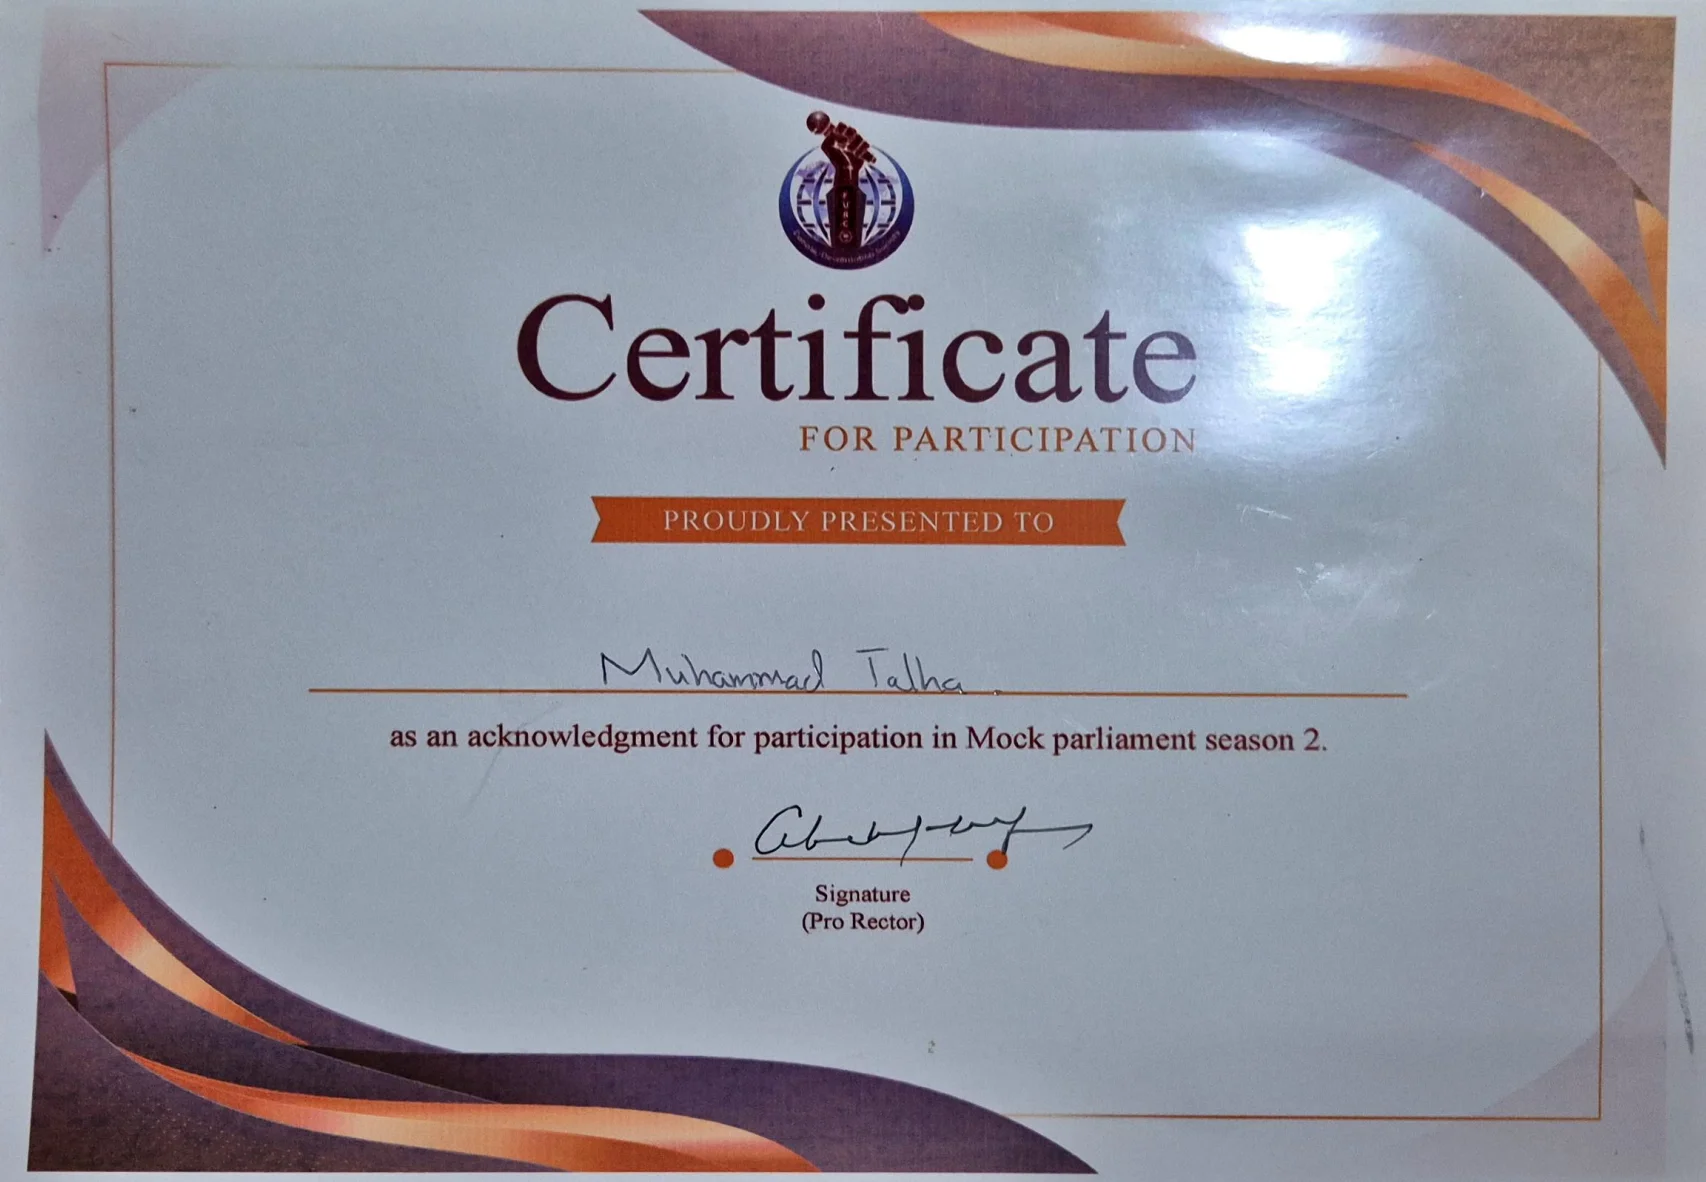 Certificate
FOR PARTICIPATION
PROUDLY PRESENTED TO
Muhammad Talha
as an acknowledgment for participation in Mock parliament season 2.
Signature
(Pro Rector)